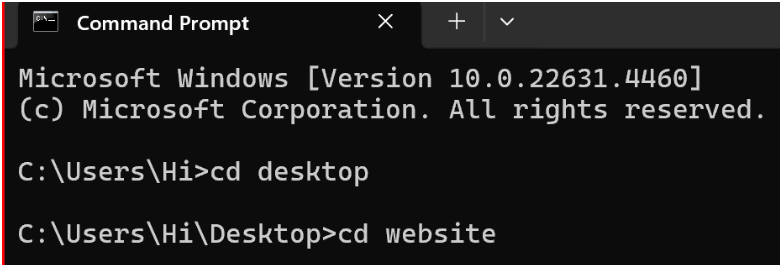 Command Prompt
Microsoft Windows [Version 10.0.22631.4460]
(c) Microsoft Corporation. All rights reserved.
C:\Users\Hi>cd desktop
C:\Users\Hi\Desktop>cd website